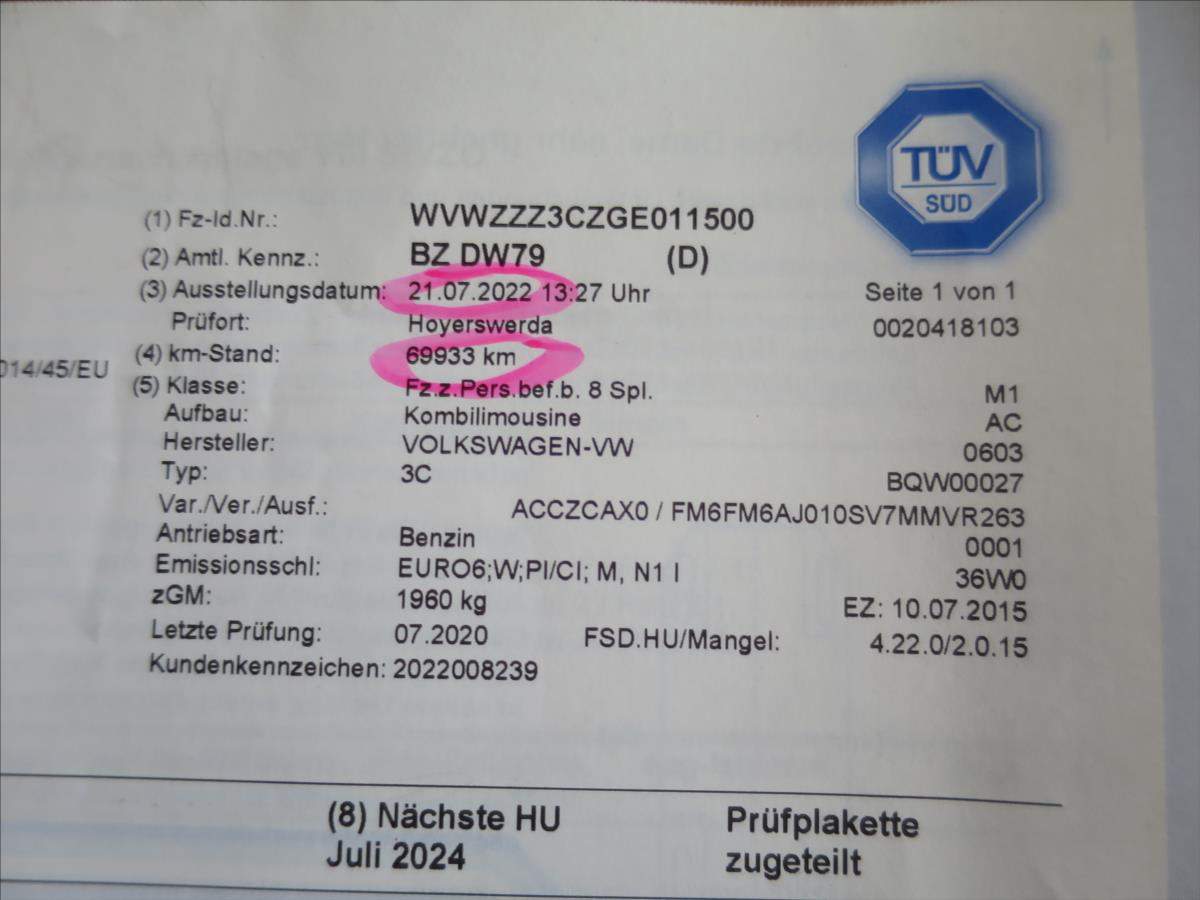 TÜV
SÜD
(1) Fz-Id.Nr.: WVWZZZ3CZGE011500
(2) Amtl. Kennz.: BZ DW79 (D)
(3) Ausstellungsdatum: 21.07.2022 13:27 Uhr Seite 1 von 1
Prüfort: Hoyerswerda 0020418103
014/45/EU (4) km-Stand: 69933 km
(5) Klasse: Fz.z.Pers.bef.b. 8 Spl. M1
Aufbau: Kombilimousine AC
Hersteller: VOLKSWAGEN-VW 0603
Typ: 3C BQW00027
Var./Ver./Ausf.: ACCZCAX0 / FM6FM6AJ010SV7MMVR263
Antriebsart: Benzin 0001
Emissionsschl: EURO6;W;PI/CI; M, N1 I 36W0
zGM: 1960 kg EZ: 10.07.2015
Letzte Prüfung: 07.2020 FSD.HU/Mangel: 4.22.0/2.0.15
Kundenkennzeichen: 2022008239
(8) Nächste HU Prüfplakette
Juli 2024 zugeteilt